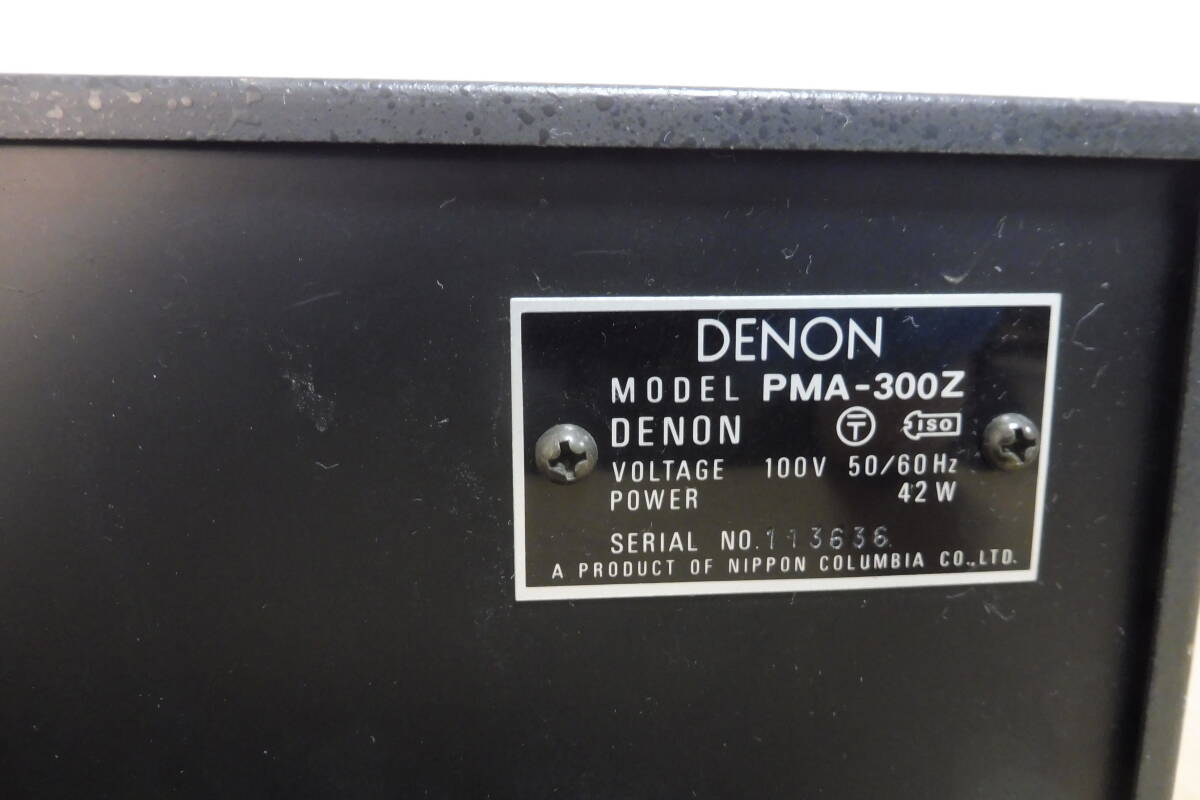 DENON
MODEL PMA-300Z
DENON 〒 ISO
VOLTAGE 100V 50/60Hz
POWER 42W
SERIAL NO.113636
A PRODUCT OF NIPPON COLUMBIA CO.,LTD.